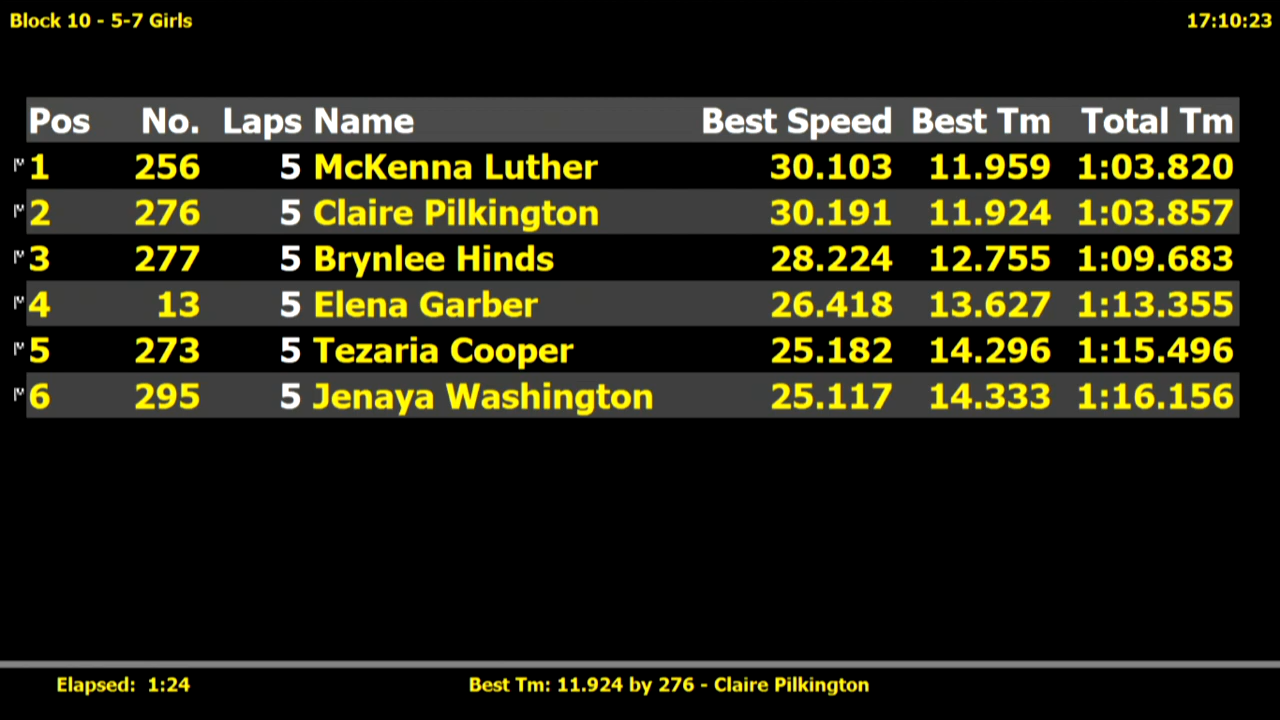 Block 10 - 5-7 Girls 17:10:23
Pos No. Laps Name Best Speed Best Tm Total Tm
1 256 5 McKenna Luther 30.103 11.959 1:03.820
2 276 5 Claire Pilkington 30.191 11.924 1:03.857
3 277 5 Brynlee Hinds 28.224 12.755 1:09.683
4 13 5 Elena Garber 26.418 13.627 1:13.355
5 273 5 Tezaria Cooper 25.182 14.296 1:15.496
6 295 5 Jenaya Washington 25.117 14.333 1:16.156
Elapsed: 1:24 Best Tm: 11.924 by 276 - Claire Pilkington